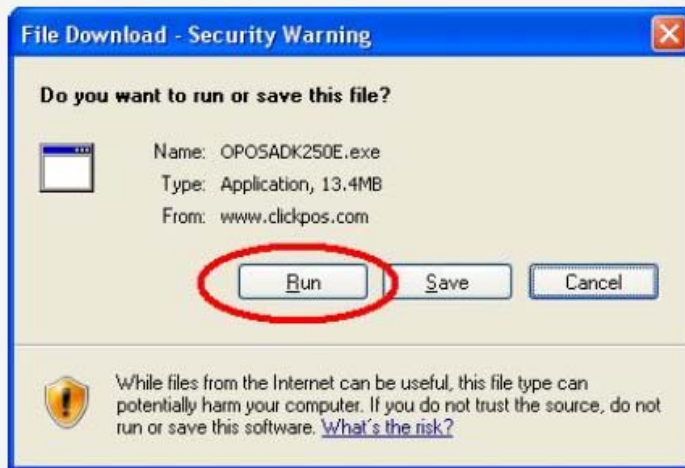 File Download - Security Warning
Do you want to run or save this file?
Name: OPOSADK250E.exe
Type: Application, 13.4MB
From: www.clickpos.com
Run Save Cancel
While files from the Internet can be useful, this file type can
potentially harm your computer. If you do not trust the source, do not
run or save this software. What's the risk?